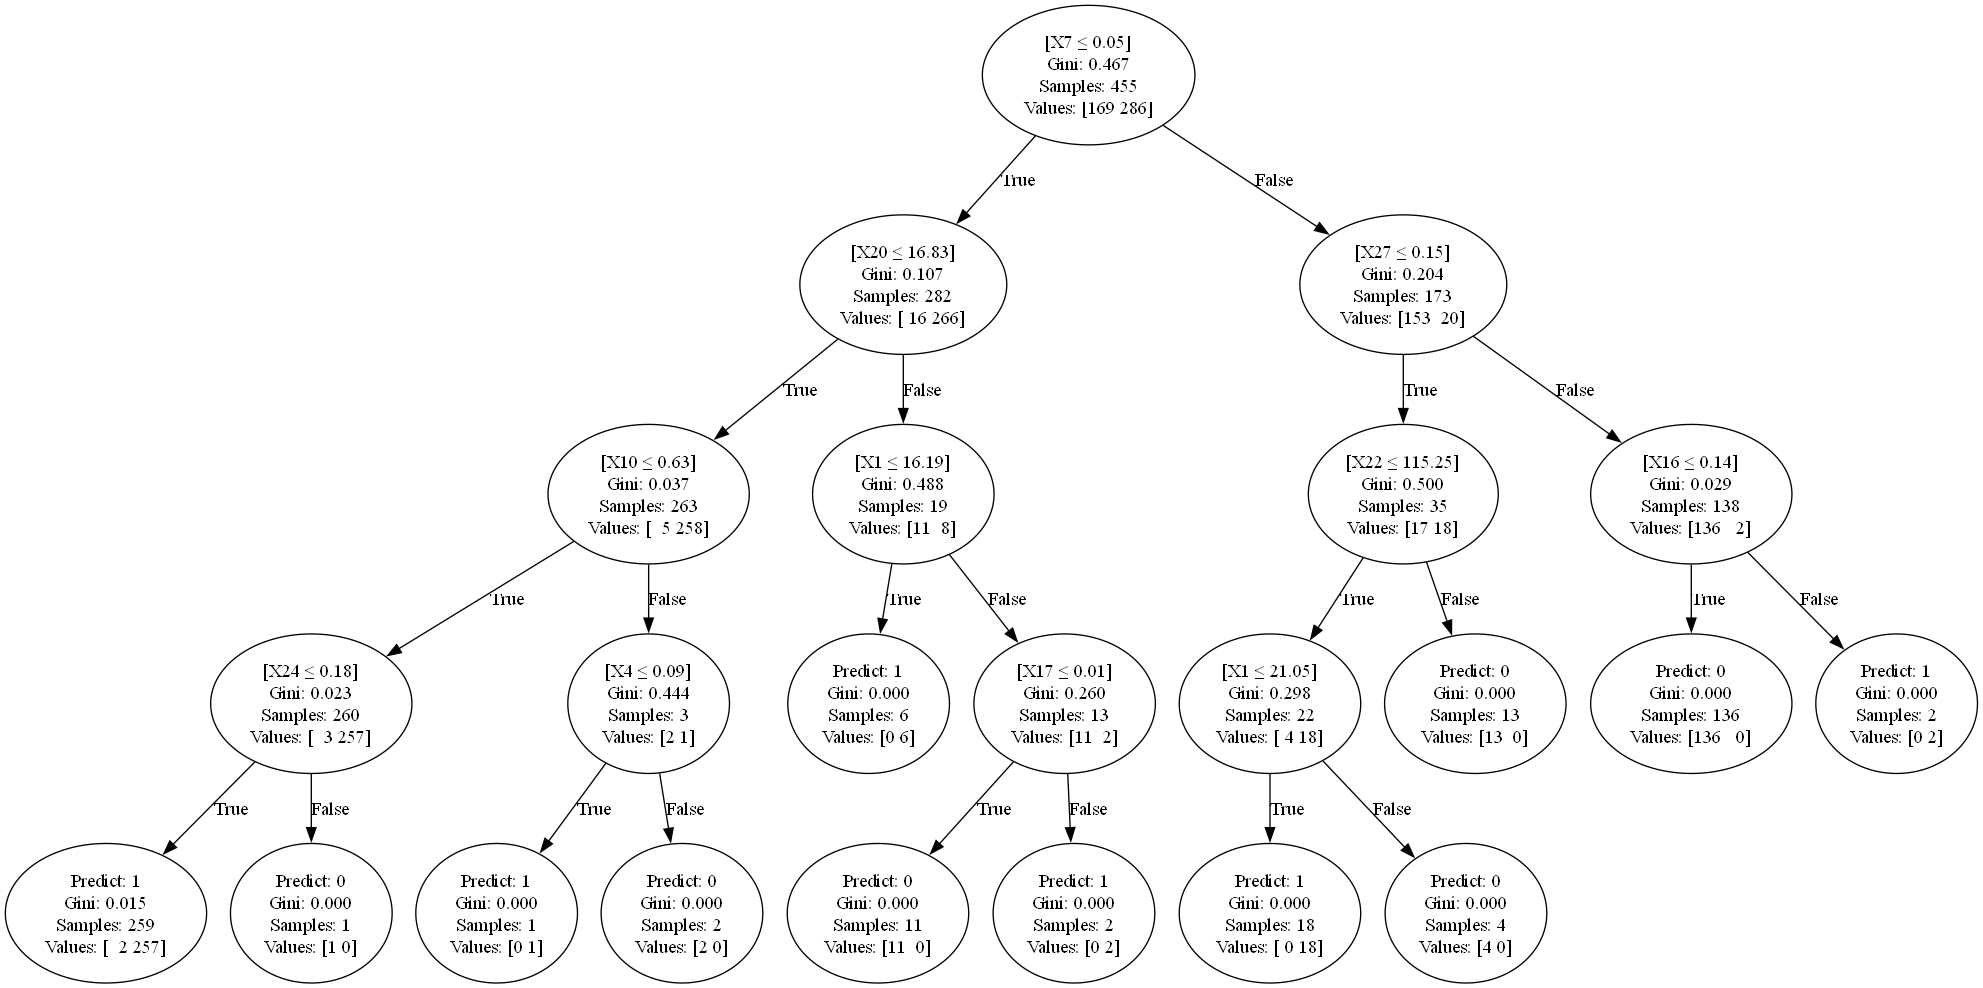 [X7 ≤ 0.05]
Gini: 0.467
Samples: 455
Values: [169 286]
True
False
[X20 ≤ 16.83]
Gini: 0.107
Samples: 282
Values: [ 16 266]
[X27 ≤ 0.15]
Gini: 0.204
Samples: 173
Values: [153  20]
True
False
True
False
[X10 ≤ 0.63]
Gini: 0.037
Samples: 263
Values: [  5 258]
[X1 ≤ 16.19]
Gini: 0.488
Samples: 19
Values: [11  8]
[X22 ≤ 115.25]
Gini: 0.500
Samples: 35
Values: [17 18]
[X16 ≤ 0.14]
Gini: 0.029
Samples: 138
Values: [136   2]
True
False
True
False
True
False
True
False
[X24 ≤ 0.18]
Gini: 0.023
Samples: 260
Values: [  3 257]
[X4 ≤ 0.09]
Gini: 0.444
Samples: 3
Values: [2 1]
Predict: 1
Gini: 0.000
Samples: 6
Values: [0 6]
[X17 ≤ 0.01]
Gini: 0.260
Samples: 13
Values: [11  2]
[X1 ≤ 21.05]
Gini: 0.298
Samples: 22
Values: [ 4 18]
Predict: 0
Gini: 0.000
Samples: 13
Values: [13  0]
Predict: 0
Gini: 0.000
Samples: 136
Values: [136   0]
Predict: 1
Gini: 0.000
Samples: 2
Values: [0 2]
True
False
True
False
True
False
True
False
Predict: 1
Gini: 0.015
Samples: 259
Values: [  2 257]
Predict: 0
Gini: 0.000
Samples: 1
Values: [1 0]
Predict: 1
Gini: 0.000
Samples: 1
Values: [0 1]
Predict: 0
Gini: 0.000
Samples: 2
Values: [2 0]
Predict: 0
Gini: 0.000
Samples: 11
Values: [11  0]
Predict: 1
Gini: 0.000
Samples: 2
Values: [0 2]
Predict: 1
Gini: 0.000
Samples: 18
Values: [ 0 18]
Predict: 0
Gini: 0.000
Samples: 4
Values: [4 0]